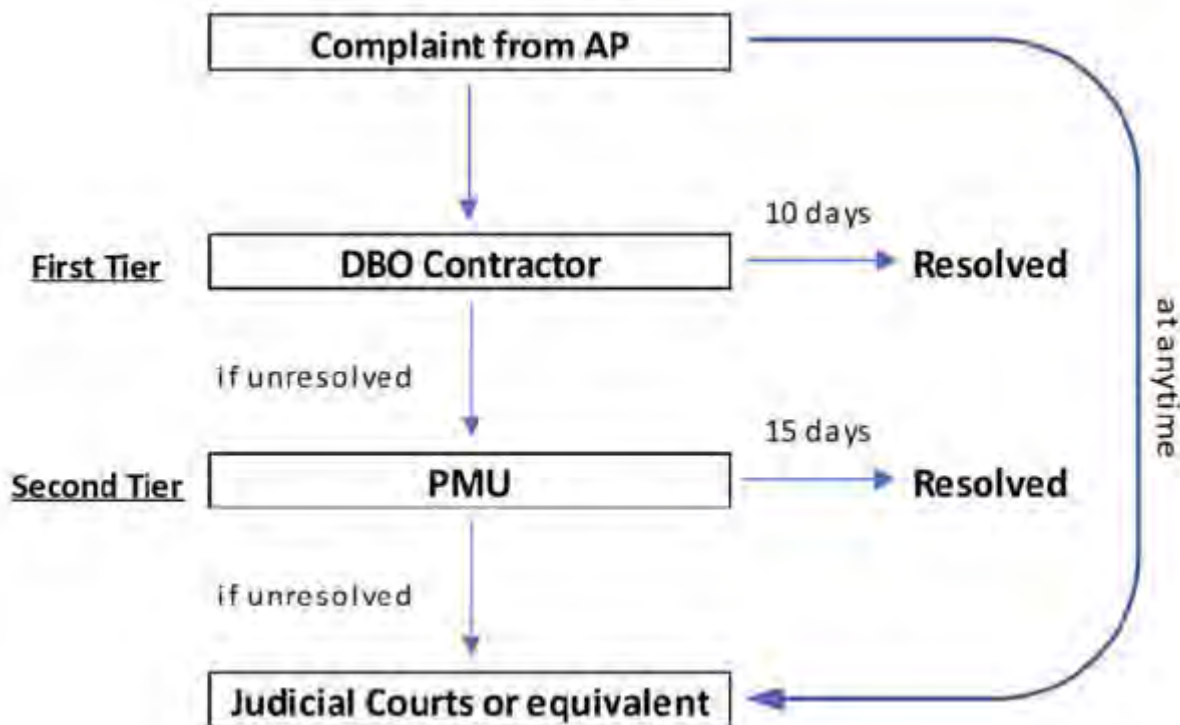 Complaint from AP
10 days
First Tier
DBO Contractor
Resolved
at anytime
if unresolved
15 days
Second Tier
PMU
Resolved
if unresolved
Judicial Courts or equivalent